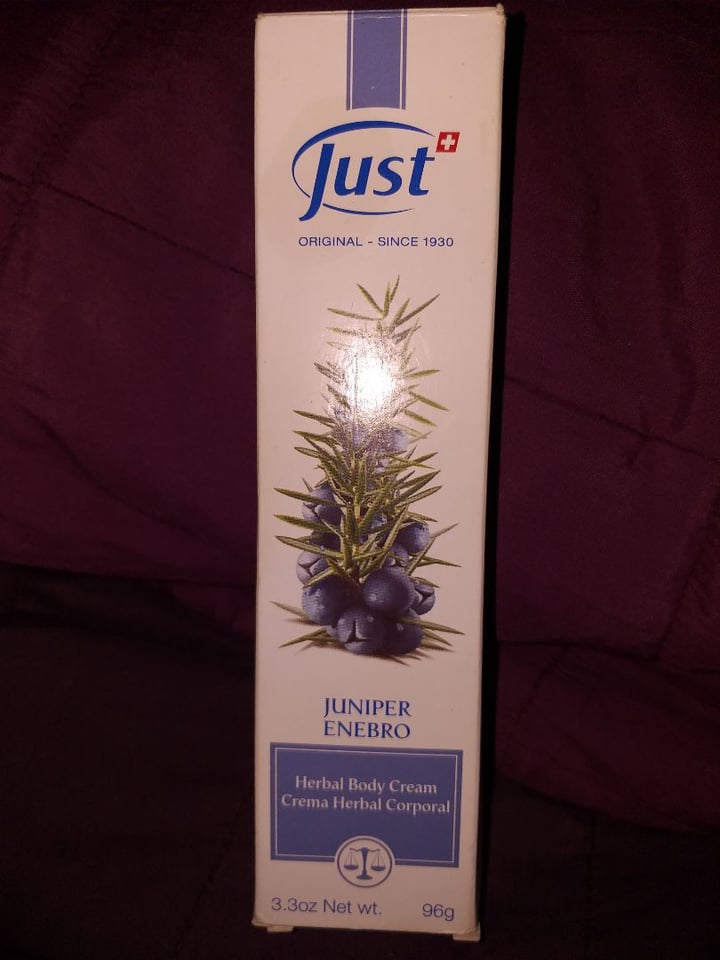 Just
ORIGINAL - SINCE 1930
JUNIPER
ENEBRO
Herbal Body Cream
Crema Herbal Corporal
3.3oz Net wt. 96g